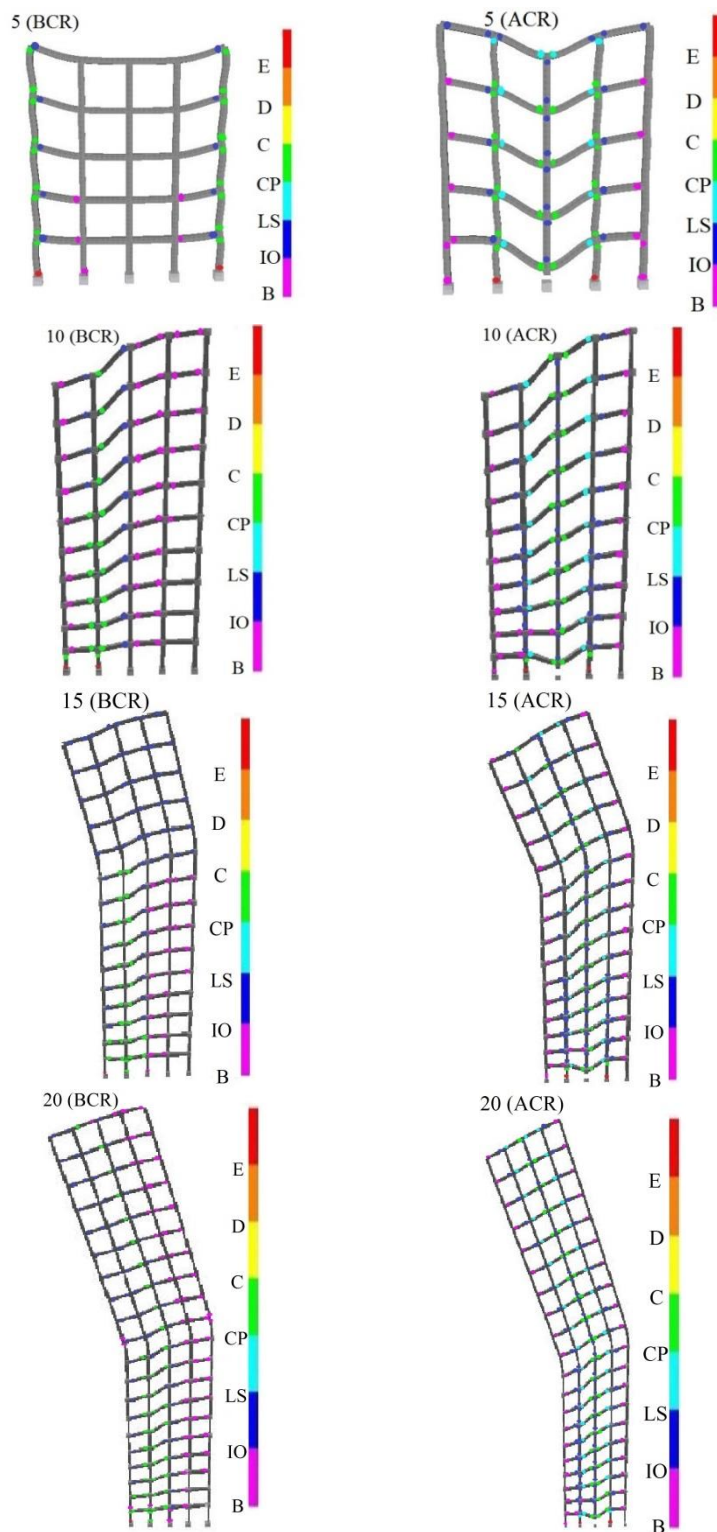 5 (BCR)
E
D
C
CP
LS
IO
B
5 (ACR)
E
D
C
CP
LS
IO
B
10 (BCR)
E
D
C
CP
LS
IO
B
10 (ACR)
E
D
C
CP
LS
IO
B
15 (BCR)
E
D
C
CP
LS
IO
B
15 (ACR)
E
D
C
CP
LS
IO
B
20 (BCR)
E
D
C
CP
LS
IO
B
20 (ACR)
E
D
C
CP
LS
IO
B